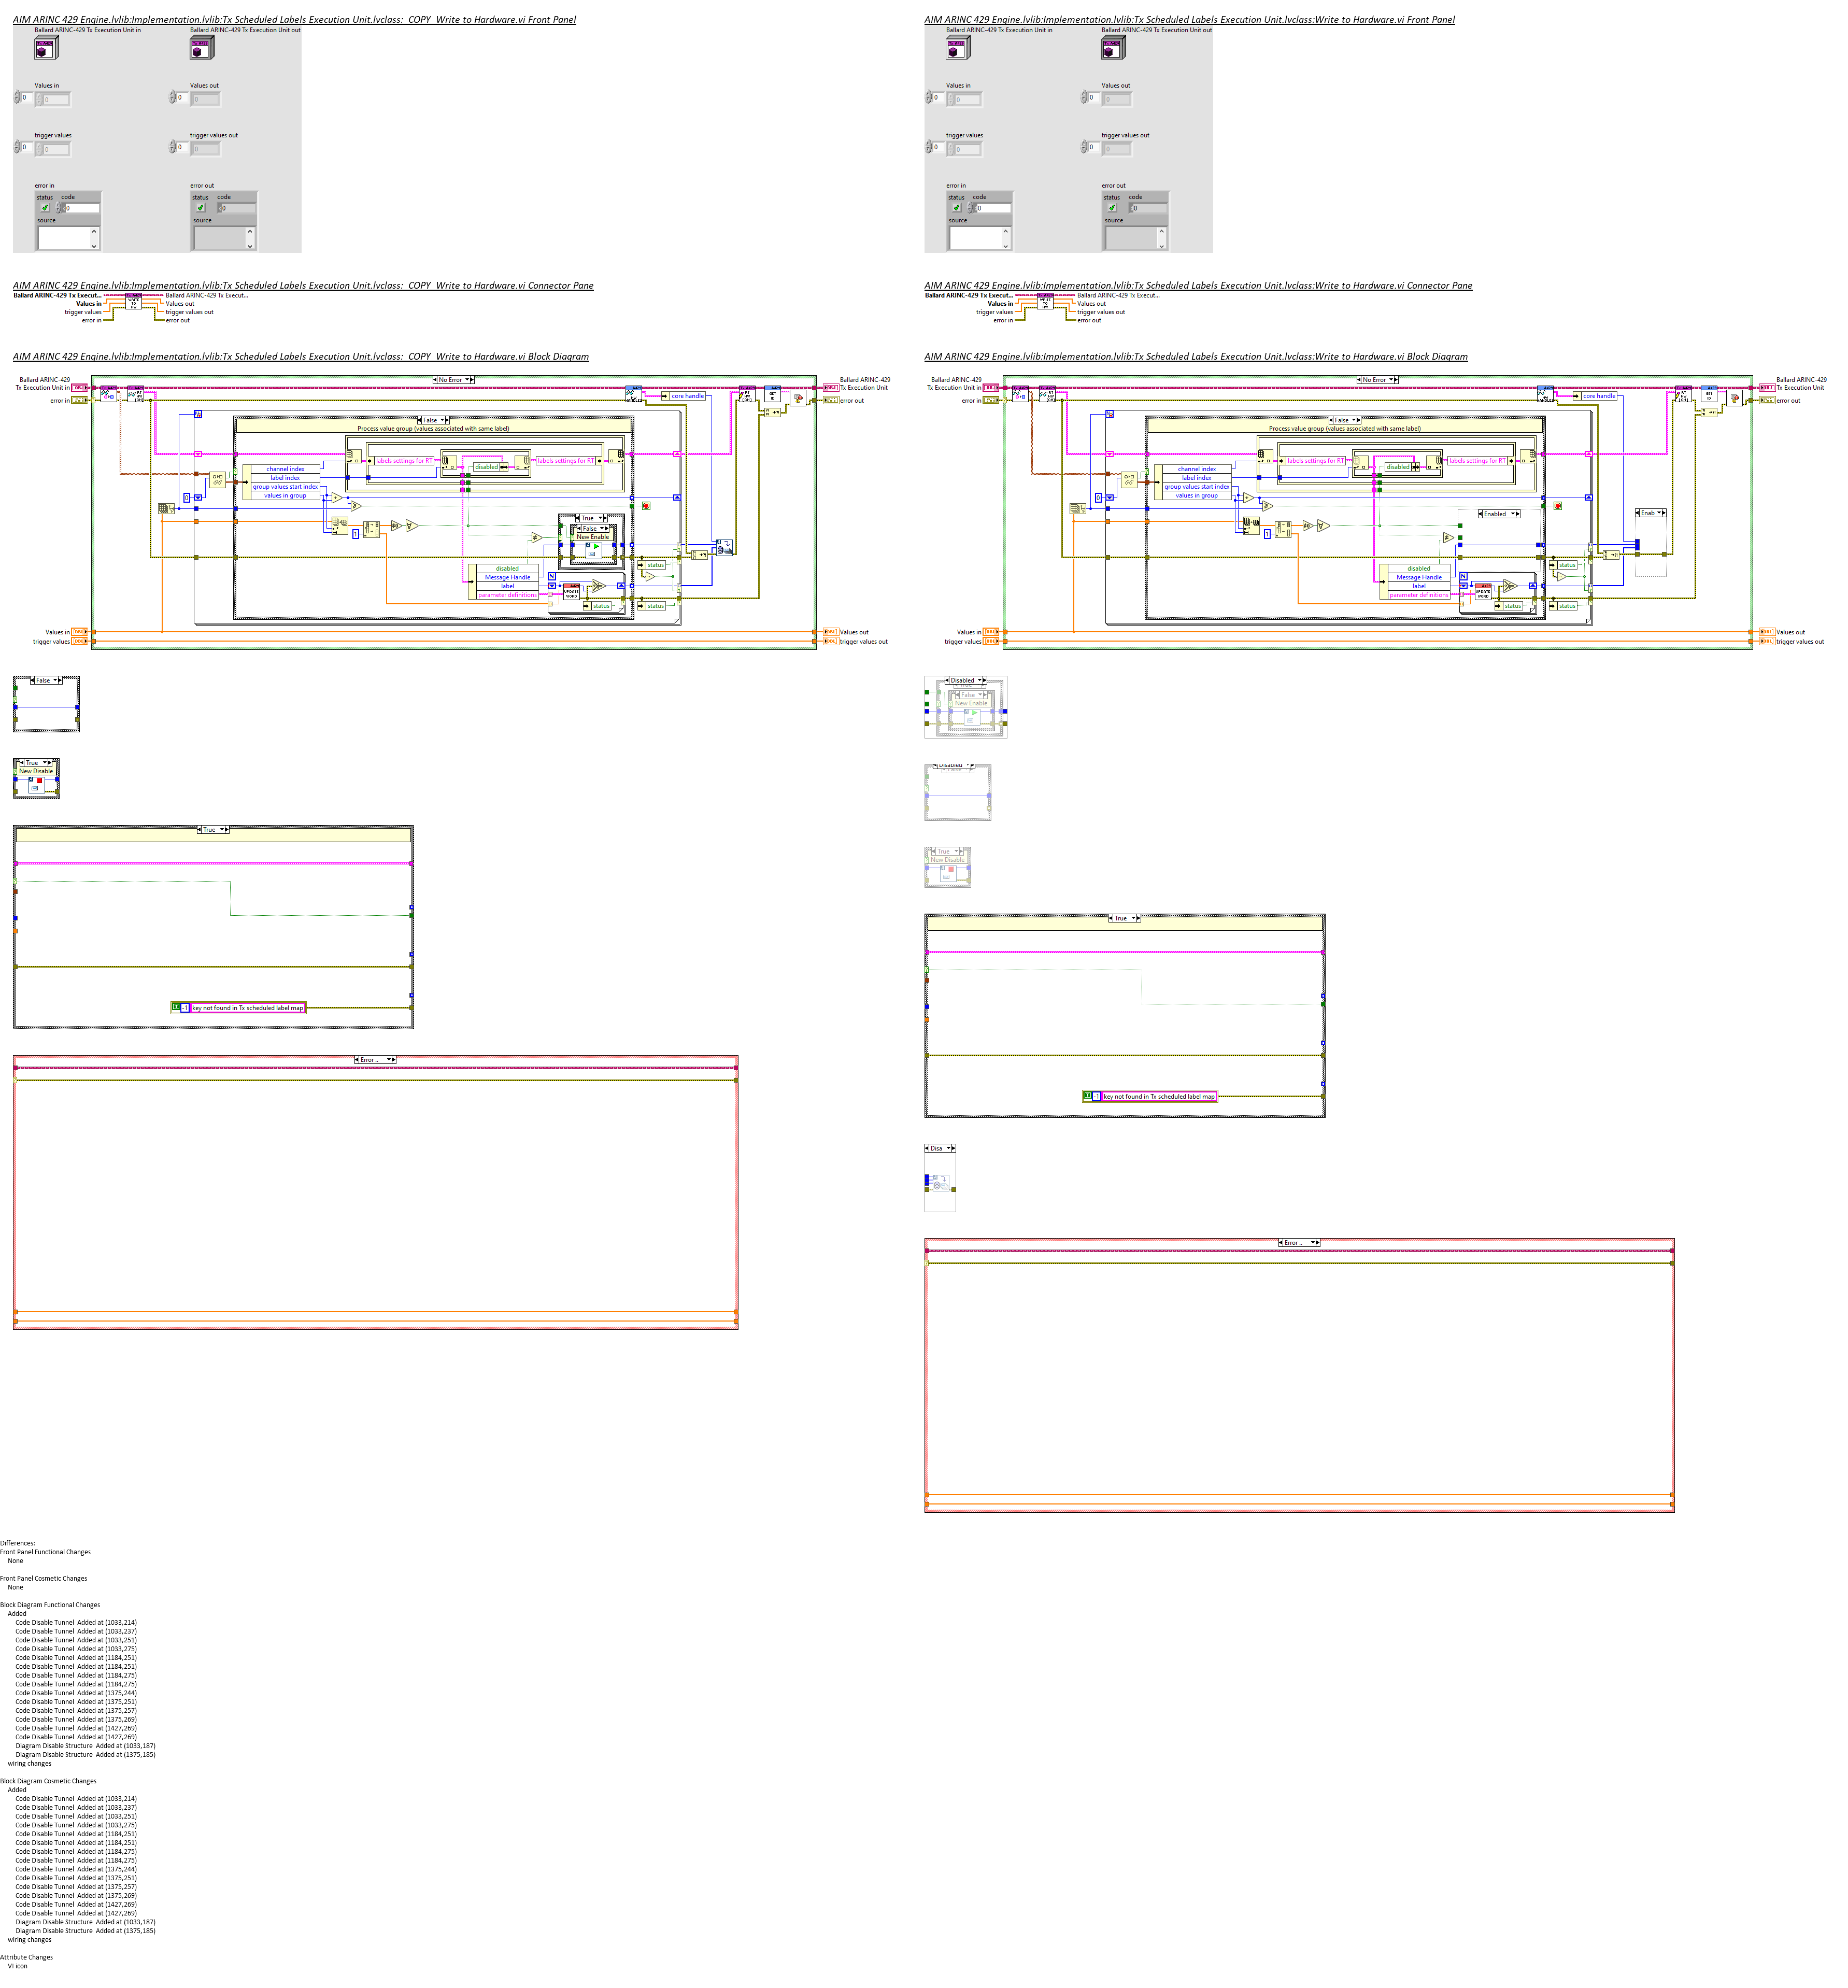 AIM ARINC 429 Engine.lvlib:Implementation.lvlib:Tx Scheduled Labels Execution Unit.lvclass:_COPY_Write to Hardware.vi Front Panel
Ballard ARINC-429 Tx Execution Unit in
Ballard ARINC-429 Tx Execution Unit out
Values in
0
0
Values out
0
0
trigger values
0
0
trigger values out
0
0
error in
status
code
0
source
error out
status
code
0
source
AIM ARINC 429 Engine.lvlib:Implementation.lvlib:Tx Scheduled Labels Execution Unit.lvclass:_COPY_Write to Hardware.vi Connector Pane
Ballard ARINC-429 Tx Execut...
Values in
trigger values
error in
Ballard ARINC-429 Tx Execut...
Values out
trigger values out
error out
AIM ARINC 429 Engine.lvlib:Implementation.lvlib:Tx Scheduled Labels Execution Unit.lvclass:_COPY_Write to Hardware.vi Block Diagram
No Error
Ballard ARINC-429
Tx Execution Unit in
error in
core handle
Ballard ARINC-429
Tx Execution Unit
error out
False
Process value group (values associated with same label)
labels settings for RT
disabled
labels settings for RT
channel index
label index
group values start index
values in group
0
True
False
New Enable
1
disabled
Message Handle
label
parameter definitions
N
UPDATE
WORD
status
status
status
Values in
trigger values
Values out
trigger values out
False
True
New Disable
True
-1
key not found in Tx scheduled label map
Error
AIM ARINC 429 Engine.lvlib:Implementation.lvlib:Tx Scheduled Labels Execution Unit.lvclass:Write to Hardware.vi Front Panel
Ballard ARINC-429 Tx Execution Unit in
Ballard ARINC-429 Tx Execution Unit out
Values in
0
0
Values out
0
0
trigger values
0
0
trigger values out
0
0
error in
status
code
0
source
error out
status
code
0
source
AIM ARINC 429 Engine.lvlib:Implementation.lvlib:Tx Scheduled Labels Execution Unit.lvclass:Write to Hardware.vi Connector Pane
Ballard ARINC-429 Tx Execut...
Values in
trigger values
error in
Ballard ARINC-429 Tx Execut...
Values out
trigger values out
error out
AIM ARINC 429 Engine.lvlib:Implementation.lvlib:Tx Scheduled Labels Execution Unit.lvclass:Write to Hardware.vi Block Diagram
No Error
Ballard ARINC-429
Tx Execution Unit in
error in
core handle
Ballard ARINC-429
Tx Execution Unit
error out
False
Process value group (values associated with same label)
labels settings for RT
disabled
labels settings for RT
channel index
label index
group values start index
values in group
0
Enabled
Enab
1
disabled
Message Handle
label
parameter definitions
N
UPDATE
WORD
status
status
status
Values in
trigger values
Values out
trigger values out
Disabled
False
New Enable
Disabled
True
New Disable
True
-1
key not found in Tx scheduled label map
Disa
Error
Differences:
Front Panel Functional Changes
None
Front Panel Cosmetic Changes
None
Block Diagram Functional Changes
Added
Code Disable Tunnel Added at (1033,214)
Code Disable Tunnel Added at (1033,237)
Code Disable Tunnel Added at (1033,251)
Code Disable Tunnel Added at (1033,275)
Code Disable Tunnel Added at (1184,251)
Code Disable Tunnel Added at (1184,251)
Code Disable Tunnel Added at (1184,275)
Code Disable Tunnel Added at (1184,275)
Code Disable Tunnel Added at (1375,244)
Code Disable Tunnel Added at (1375,251)
Code Disable Tunnel Added at (1375,257)
Code Disable Tunnel Added at (1375,269)
Code Disable Tunnel Added at (1427,269)
Code Disable Tunnel Added at (1427,269)
Diagram Disable Structure Added at (1033,187)
Diagram Disable Structure Added at (1375,185)
wiring changes
Block Diagram Cosmetic Changes
Added
Code Disable Tunnel Added at (1033,214)
Code Disable Tunnel Added at (1033,237)
Code Disable Tunnel Added at (1033,251)
Code Disable Tunnel Added at (1033,275)
Code Disable Tunnel Added at (1184,251)
Code Disable Tunnel Added at (1184,251)
Code Disable Tunnel Added at (1184,275)
Code Disable Tunnel Added at (1184,275)
Code Disable Tunnel Added at (1375,244)
Code Disable Tunnel Added at (1375,251)
Code Disable Tunnel Added at (1375,257)
Code Disable Tunnel Added at (1375,269)
Code Disable Tunnel Added at (1427,269)
Code Disable Tunnel Added at (1427,269)
Diagram Disable Structure Added at (1033,187)
Diagram Disable Structure Added at (1375,185)
wiring changes
Attribute Changes
VI icon